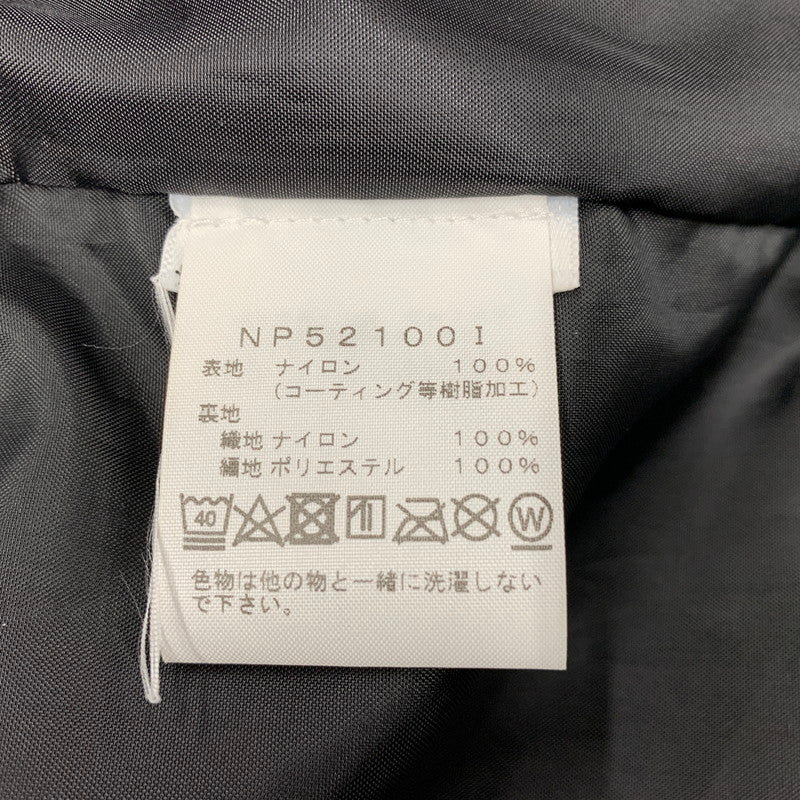 NP52100I
表地 ナイロン 100%
(コーティング等樹脂加工)
裏地
織地 ナイロン 100%
編地 ポリエステル 100%
40 W
色物は他の物と一緒に洗濯しない
で下さい。